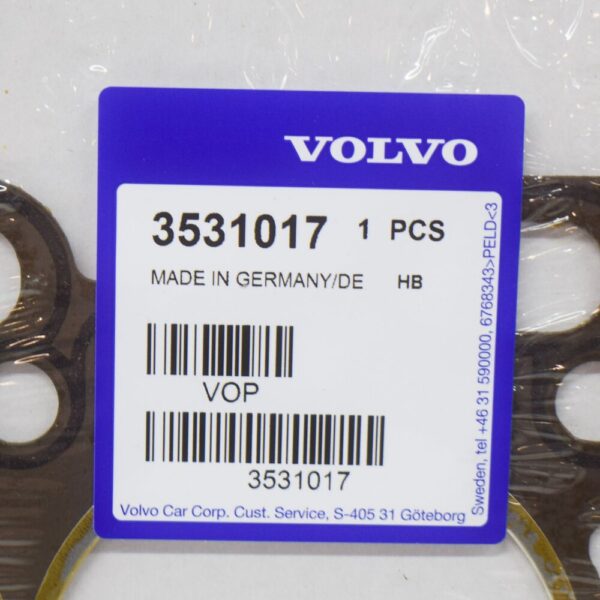 VOLVO
3531017 1 PCS
MADE IN GERMANY/DE HB
VOP
3531017
Volvo Car Corp. Cust. Service, S-405 31 Göteborg
Sweden, tel +46 31 590000, 6768343>PELD<3